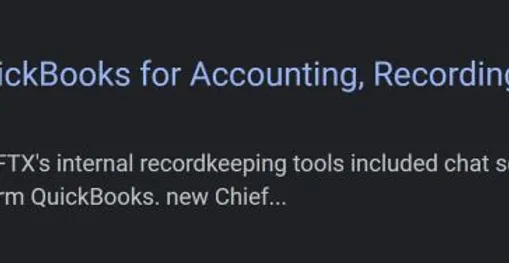 ickBooks for Accounting, Recording
FTX's internal recordkeeping tools included chat s
rm QuickBooks. new Chief...